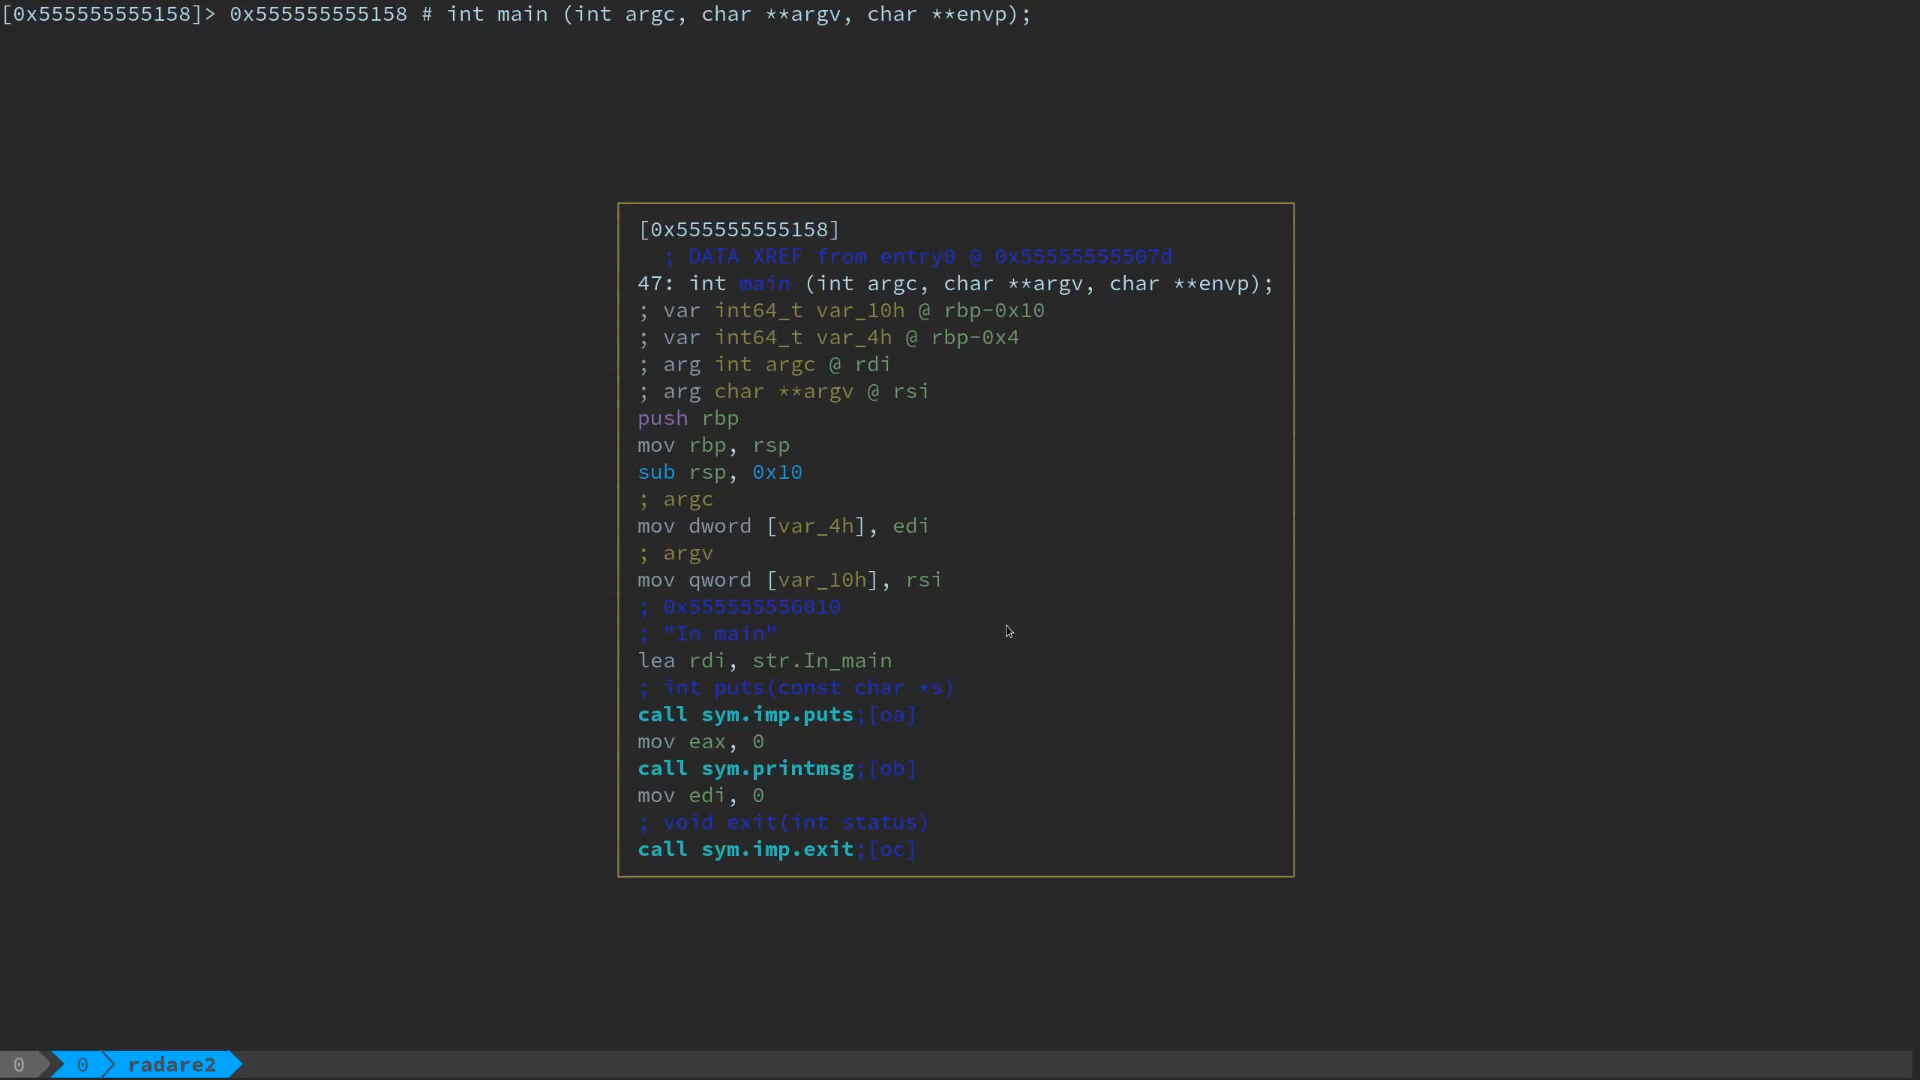 [0x555555555158]> 0x555555555158 # int main (int argc, char **argv, char **envp);
[0x555555555158]
; DATA XREF from entry0 @ 0x55555555507d
47: int main (int argc, char **argv, char **envp);
; var int64_t var_10h @ rbp-0x10
; var int64_t var_4h @ rbp-0x4
; arg int argc @ rdi
; arg char **argv @ rsi
push rbp
mov rbp, rsp
sub rsp, 0x10
; argc
mov dword [var_4h], edi
; argv
mov qword [var_10h], rsi
; 0x555555556010
; "In main"
lea rdi, str.In_main
; int puts(const char *s)
call sym.imp.puts;[oa]
mov eax, 0
call sym.printmsg;[ob]
mov edi, 0
; void exit(int status)
call sym.imp.exit;[oc]
0 0 radare2